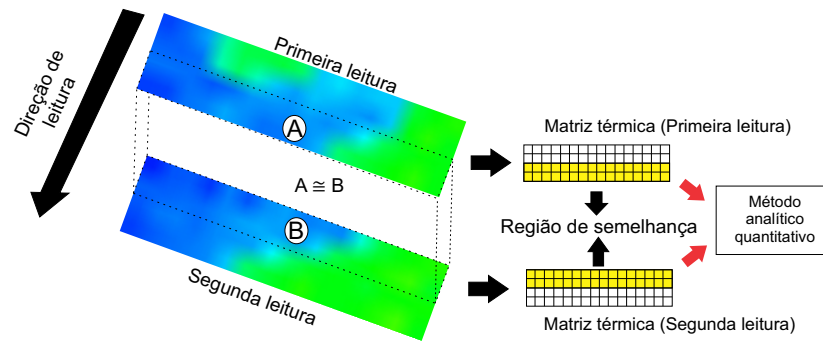 Direção de
leitura
Primeira leitura
A
A ≅ B
B
Segunda leitura
Matriz térmica (Primeira leitura)
Região de semelhança
Matriz térmica (Segunda leitura)
Método
analítico
quantitativo